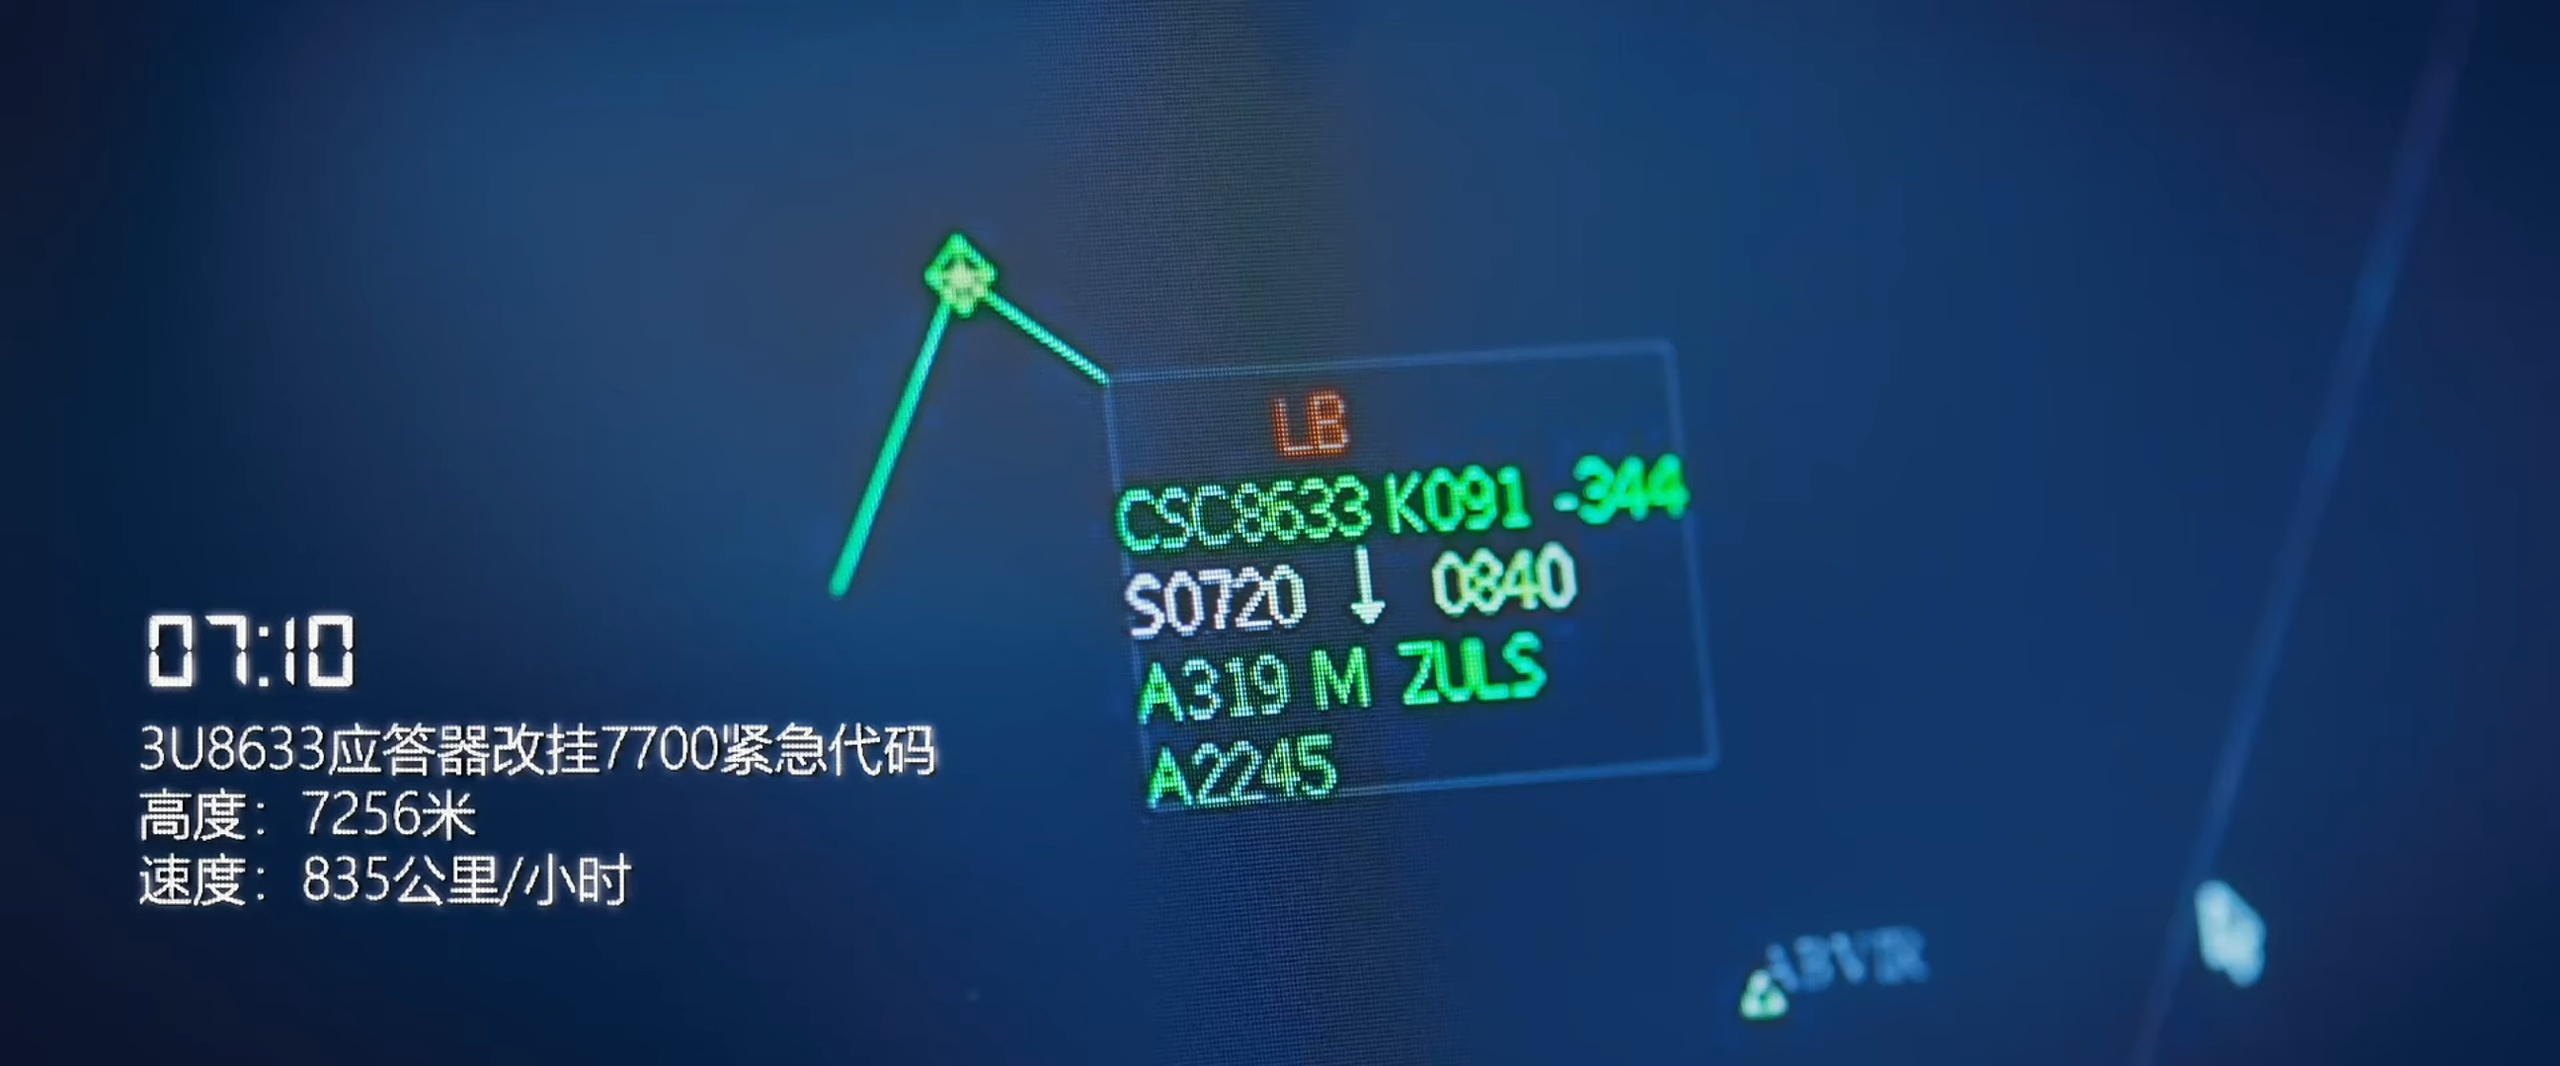 LB
CSC8633 K091 -344
S0720 ↓ 0840
A319 M ZULS
A2245
07:10
3U8633应答器改挂7700紧急代码
高度：7256米
速度：835公里/小时